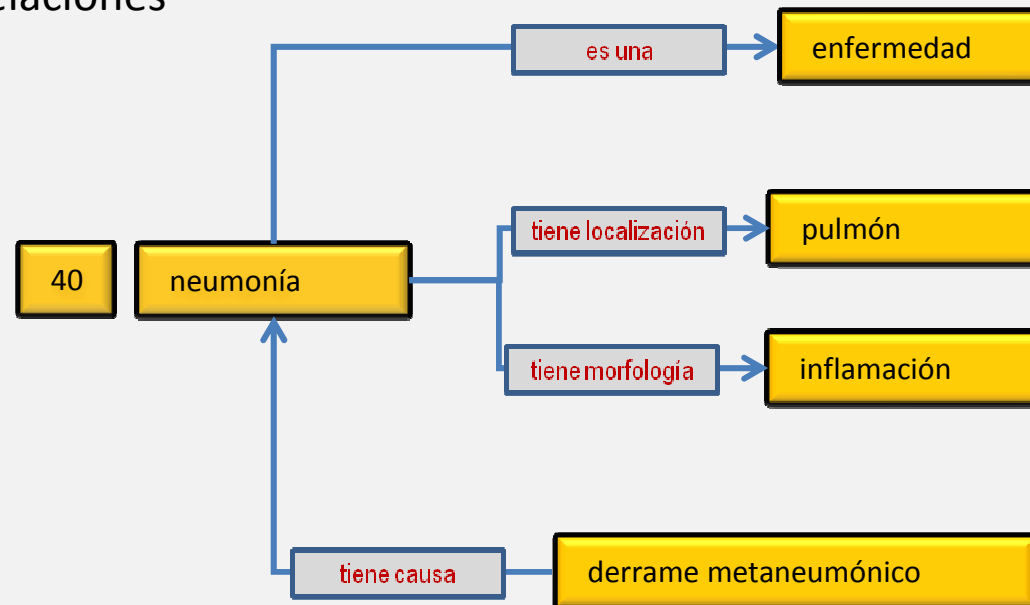 es una
enfermedad
tiene localización
pulmón
40
neumonía
tiene morfología
inflamación
tiene causa
derrame metaneumónico